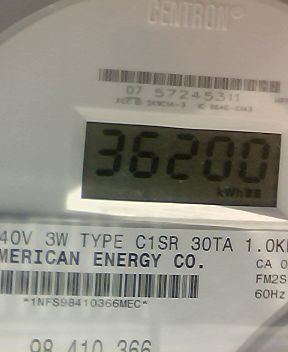 CENTRON®
07 57245311
36200
kWh
40V 3W TYPE C1SR 30TA 1.0K
MERICAN ENERGY CO.
CA 0
FM2S
*1NFS98410366MEC*
60Hz
98 410 366